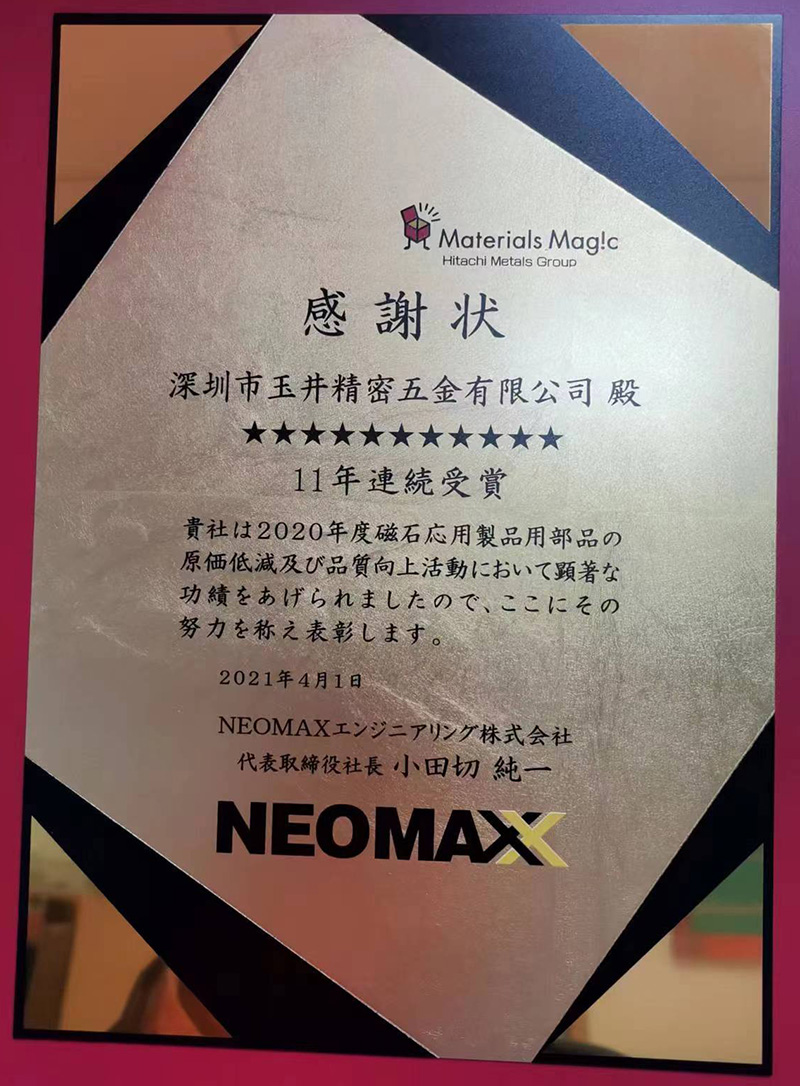 Materials Mag!c
Hitachi Metals Group
感謝状
深圳市玉井精密五金有限公司 殿
★★★★★★★★★★★
11年連続受賞
貴社は2020年度磁石応用製品用部品の
原価低減及び品質向上活動において顕著な
功績をあげられましたので、ここにその
努力を称え表彰します。
2021年4月1日
NEOMAXエンジニアリング株式会社
代表取締役社長 小田切 純一
NEOMAX